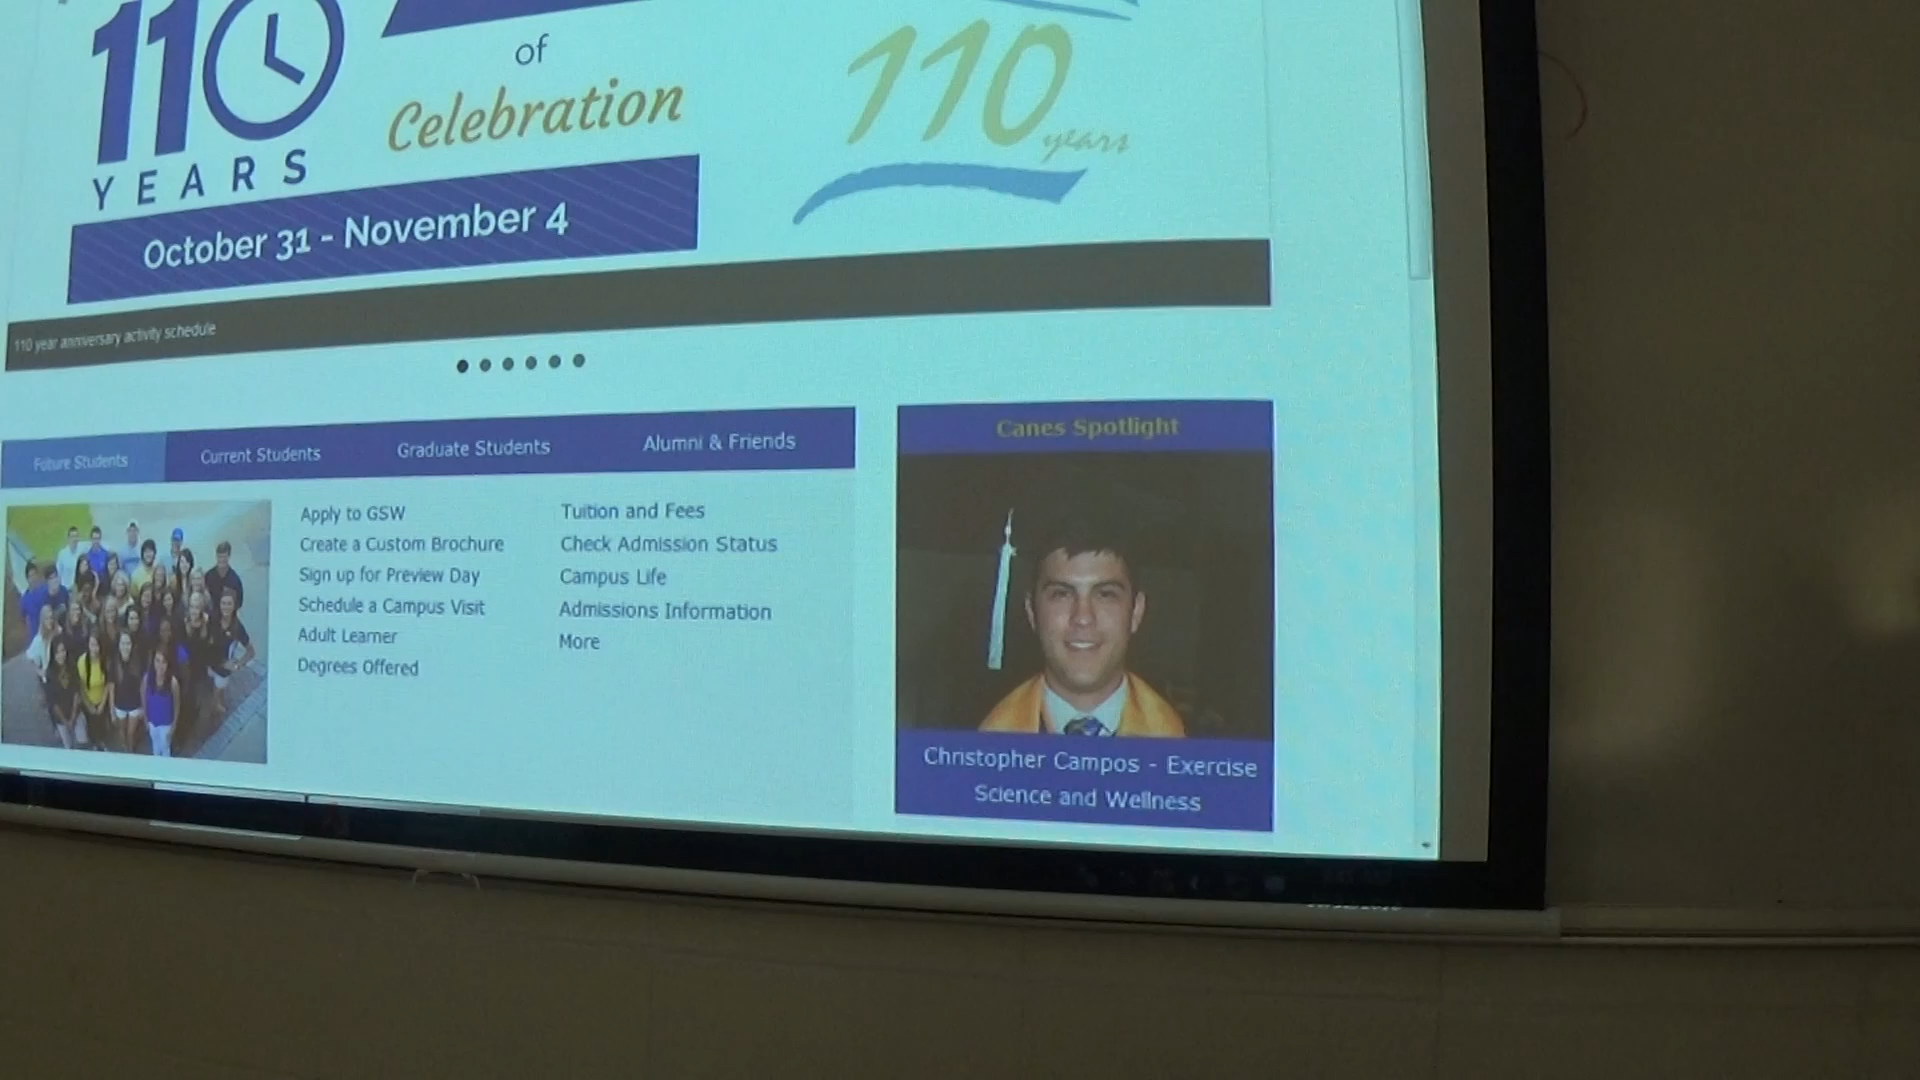 110
YEARS
of
Celebration
October 31 - November 4
110
years
110 year anniversary activity schedule
Future Students
Current Students
Graduate Students
Alumni & Friends
Apply to GSW
Create a Custom Brochure
Sign up for Preview Day
Schedule a Campus Visit
Adult Learner
Degrees Offered
Tuition and Fees
Check Admission Status
Campus Life
Admissions Information
More
Canes Spotlight
Christopher Campos - Exercise
Science and Wellness